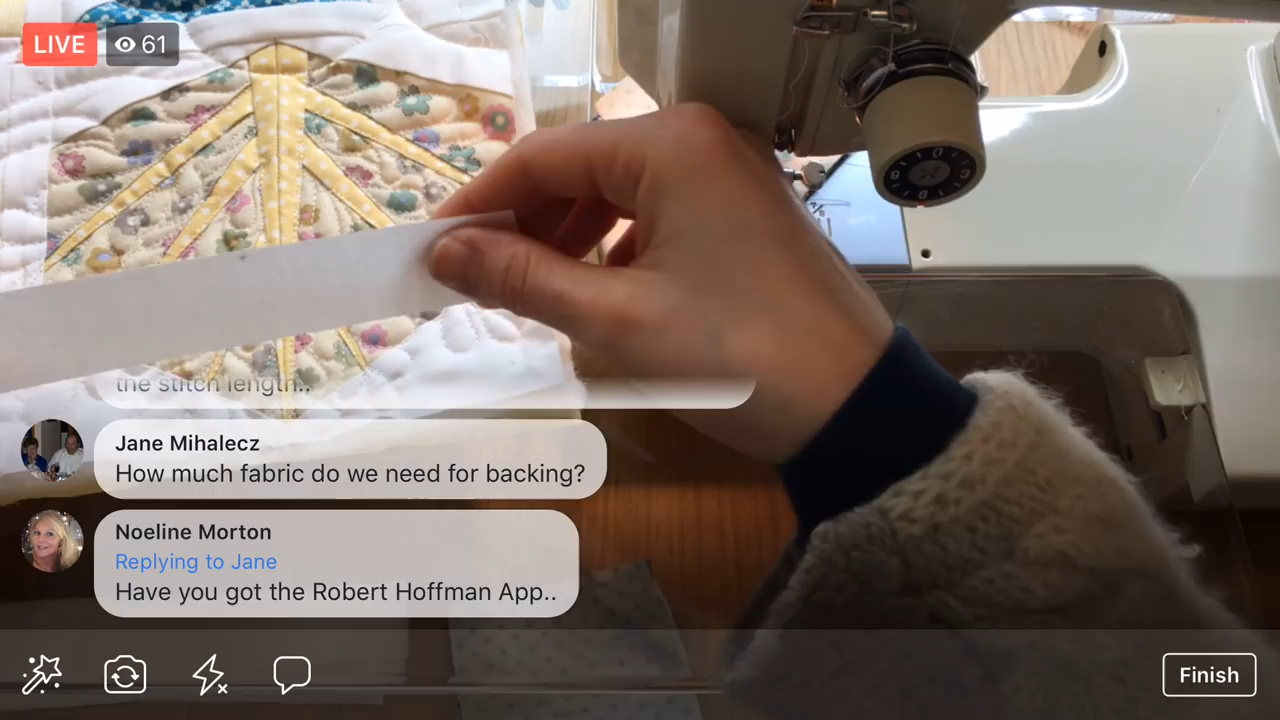 LIVE 61
the stitch length..
Jane Mihalecz
How much fabric do we need for backing?
Noeline Morton
Replying to Jane
Have you got the Robert Hoffman App..
Finish